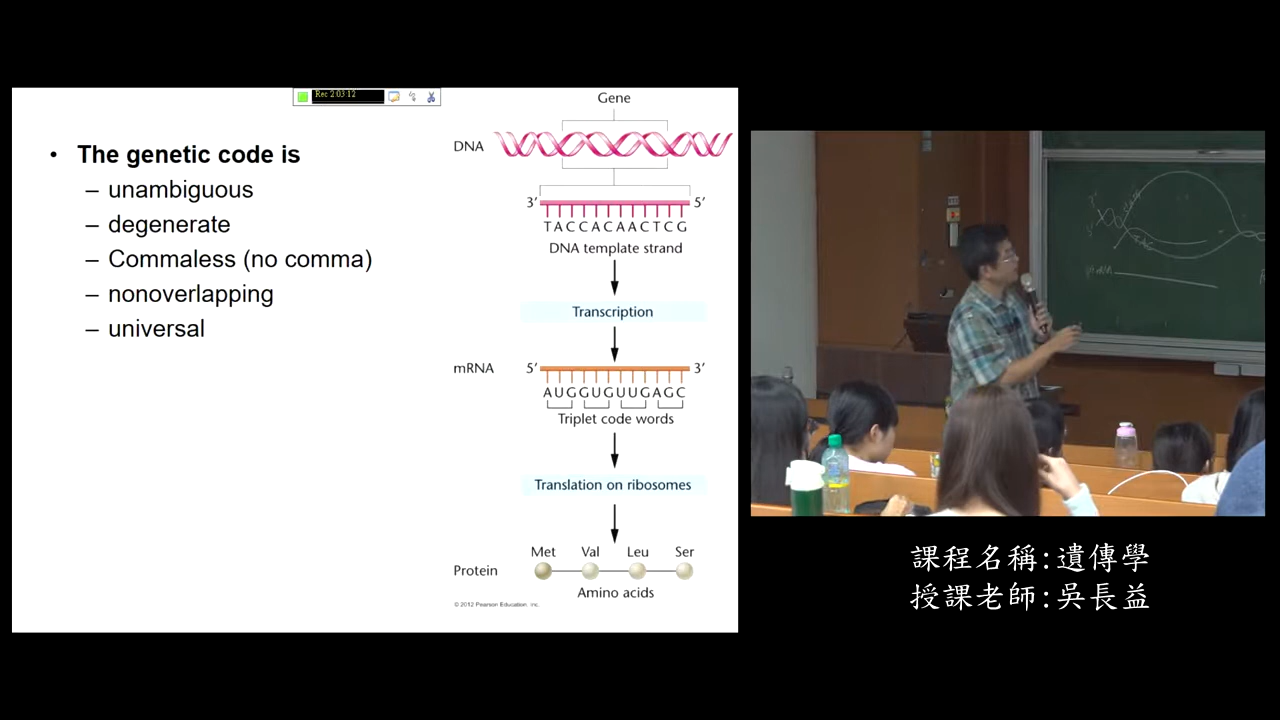 Rec 2:03:12
• The genetic code is
– unambiguous
– degenerate
– Commaless (no comma)
– nonoverlapping
– universal
Gene
DNA
3’ 5’
TACCACAACTCG
DNA template strand
Transcription
mRNA 5’ 3’
AUGGUGUUGAGC
Triplet code words
Translation on ribosomes
Met Val Leu Ser
Protein
Amino acids
© 2012 Pearson Education, Inc.
課程名稱:遺傳學
授課老師:吳長益